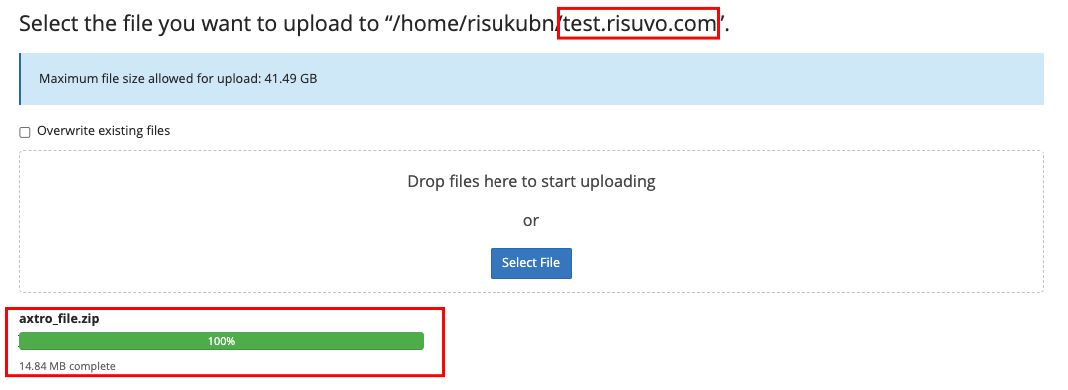 Select the file you want to upload to “/home/risukubn/test.risuvo.com”.
Maximum file size allowed for upload: 41.49 GB
Overwrite existing files
Drop files here to start uploading
or
Select File
axtro_file.zip
100%
14.84 MB complete